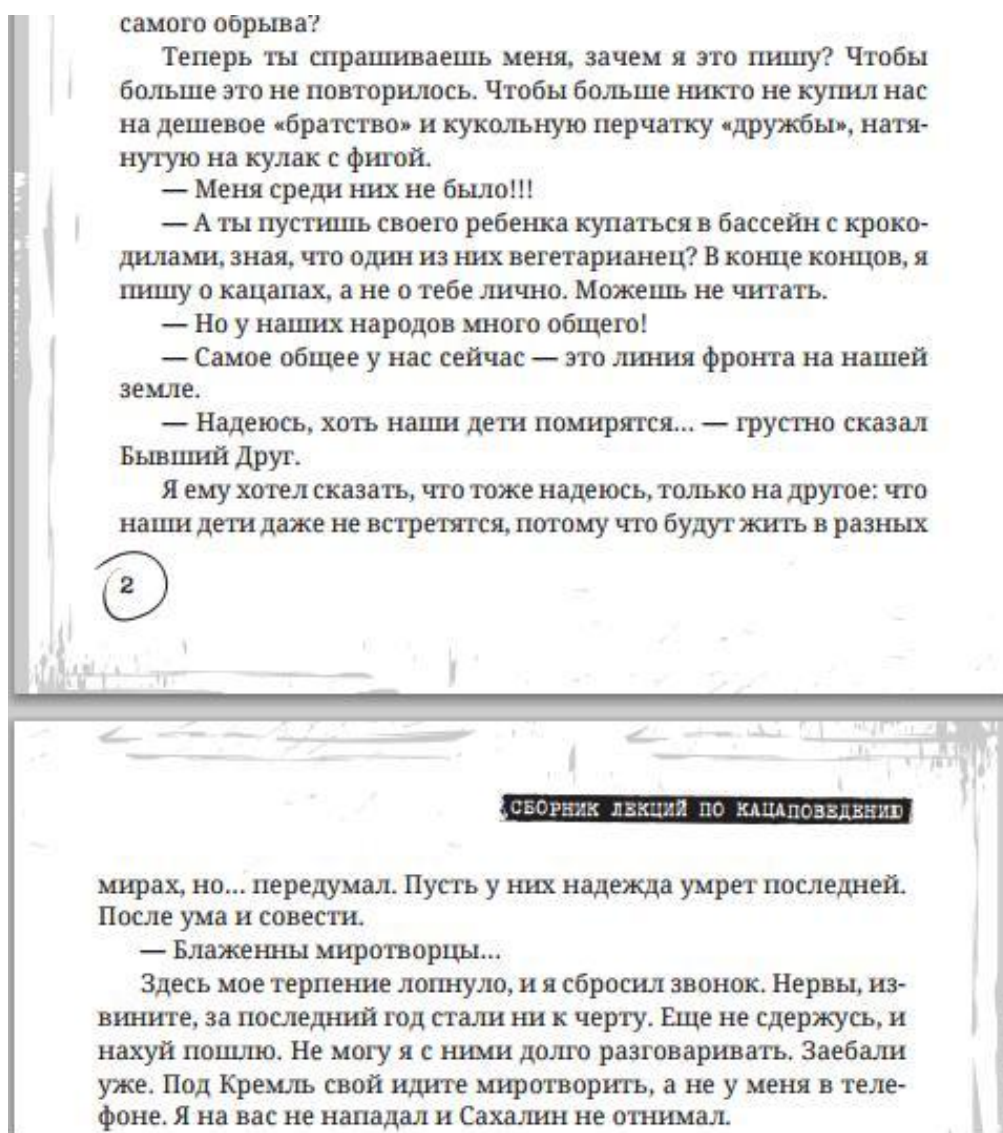 самого обрыва?
Теперь ты спрашиваешь меня, зачем я это пишу? Чтобы
больше это не повторилось. Чтобы больше никто не купил нас
на дешевое «братство» и кукольную перчатку «дружбы», натя-
нутую на кулак с фигой.
— Меня среди них не было!!!
— А ты пустишь своего ребенка купаться в бассейн с кроко-
дилами, зная, что один из них вегетарианец? В конце концов, я
пишу о кацапах, а не о тебе лично. Можешь не читать.
— Но у наших народов много общего!
— Самое общее у нас сейчас — это линия фронта на нашей
земле.
— Надеюсь, хоть наши дети помирятся... — грустно сказал
Бывший Друг.
Я ему хотел сказать, что тоже надеюсь, только на другое: что
наши дети даже не встретятся, потому что будут жить в разных
2
СБОРНИК ЛЕКЦИЙ ПО КАЦАПОВЕДЕНИЮ
мирах, но... передумал. Пусть у них надежда умрет последней.
После ума и совести.
— Блаженны миротворцы...
Здесь мое терпение лопнуло, и я сбросил звонок. Нервы, из-
вините, за последний год стали ни к черту. Еще не сдержусь, и
нахуй пошлю. Не могу я с ними долго разговаривать. Заебали
уже. Под Кремль свой идите миротворить, а не у меня в теле-
фоне. Я на вас не нападал и Сахалин не отнимал.